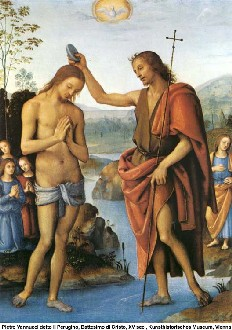 Pietro Vannucci detto il Perugino, Battesimo di Cristo, XV sec., Kunsthistorisches Museum, Vienna